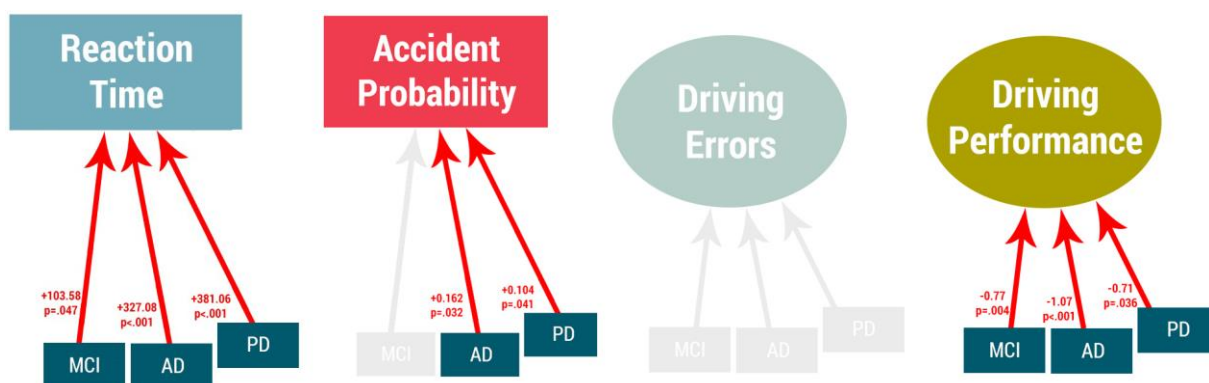 Reaction
Time
+103.58
p=.047
+327.08
p<.001
+381.06
p<.001
MCI
AD
PD
Accident
Probability
+0.162
p=.032
+0.104
p=.041
MCI
AD
PD
Driving
Errors
MCI
AD
PD
Driving
Performance
-0.77
p=.004
-1.07
p<.001
-0.71
p=.036
MCI
AD
PD